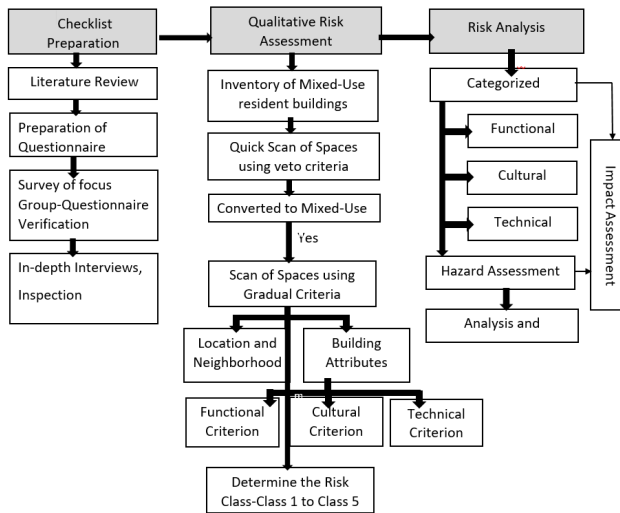 Checklist
Preparation
Literature Review
Preparation of
Questionnaire
Survey of focus
Group-Questionnaire
Verification
In-depth Interviews,
Inspection
Qualitative Risk
Assessment
Inventory of Mixed-Use
resident buildings
Quick Scan of Spaces
using veto criteria
Converted to Mixed-Use
Yes
Scan of Spaces using
Gradual Criteria
Location and
Neighborhood
Building
Attributes
Functional
Criterion
Cultural
Criterion
Technical
Criterion
Determine the Risk
Class-Class 1 to Class 5
Risk Analysis
Categorized
Functional
Cultural
Technical
Hazard Assessment
Analysis and
Impact Assessment